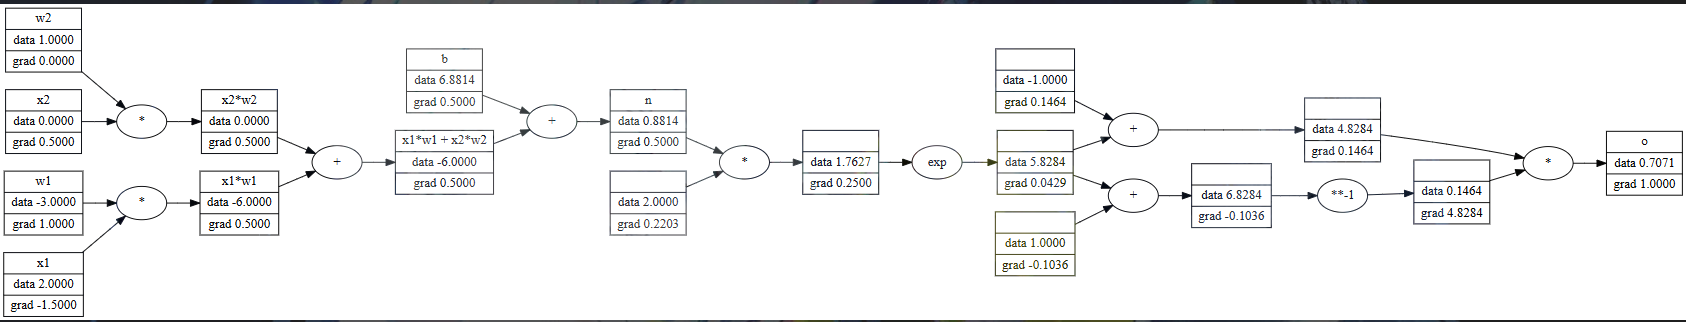 w2
data 1.0000
grad 0.0000
x2
data 0.0000
grad 0.5000
w1
data -3.0000
grad 1.0000
x1
data 2.0000
grad -1.5000
*
*
x2*w2
data 0.0000
grad 0.5000
x1*w1
data -6.0000
grad 0.5000
+
b
data 6.8814
grad 0.5000
x1*w1 + x2*w2
data -6.0000
grad 0.5000
+
n
data 0.8814
grad 0.5000
data 2.0000
grad 0.2203
*
data 1.7627
grad 0.2500
exp
data -1.0000
grad 0.1464
data 5.8284
grad 0.0429
data 1.0000
grad -0.1036
+
+
data 6.8284
grad -0.1036
data 4.8284
grad 0.1464
**-1
data 0.1464
grad 4.8284
*
o
data 0.7071
grad 1.0000